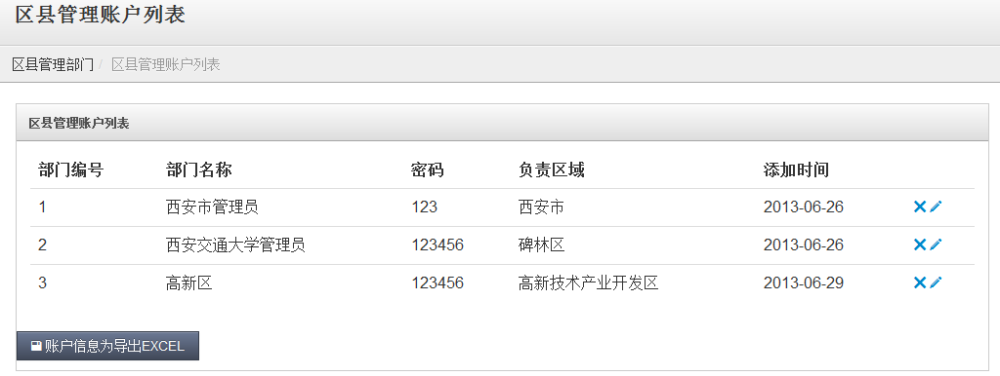 区县管理账户列表
区县管理部门 / 区县管理账户列表
区县管理账户列表
部门编号 部门名称 密码 负责区域 添加时间
1 西安市管理员 123 西安市 2013-06-26
2 西安交通大学管理员 123456 碑林区 2013-06-26
3 高新区 123456 高新技术产业开发区 2013-06-29
账户信息为导出EXCEL